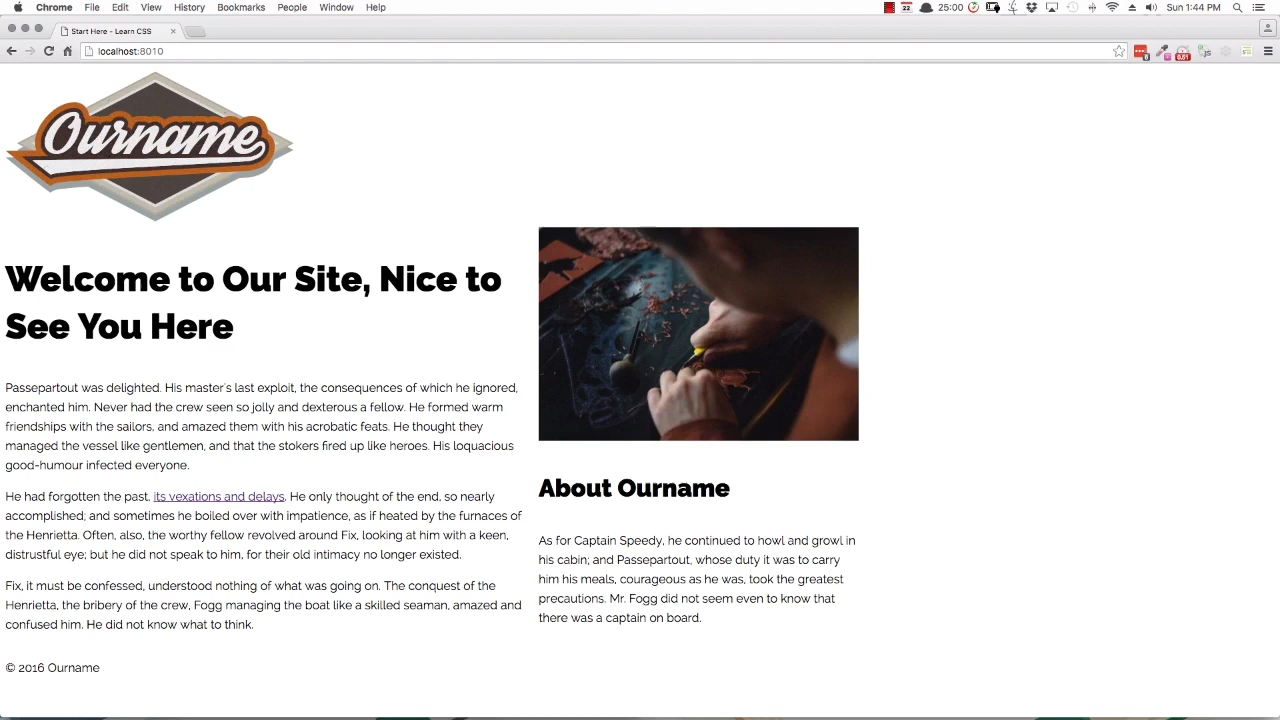 Chrome File Edit View History Bookmarks People Window Help
22 25:00 Sun 1:44 PM
Start Here - Learn CSS
localhost:8010
Ourname
Welcome to Our Site, Nice to
See You Here
Passepartout was delighted. His master's last exploit, the consequences of which he ignored,
enchanted him. Never had the crew seen so jolly and dexterous a fellow. He formed warm
friendships with the sailors, and amazed them with his acrobatic feats. He thought they
managed the vessel like gentlemen, and that the stokers fired up like heroes. His loquacious
good-humour infected everyone.
He had forgotten the past, its vexations and delays. He only thought of the end, so nearly
accomplished; and sometimes he boiled over with impatience, as if heated by the furnaces of
the Henrietta. Often, also, the worthy fellow revolved around Fix, looking at him with a keen,
distrustful eye; but he did not speak to him, for their old intimacy no longer existed.
Fix, it must be confessed, understood nothing of what was going on. The conquest of the
Henrietta, the bribery of the crew, Fogg managing the boat like a skilled seaman, amazed and
confused him. He did not know what to think.
About Ourname
As for Captain Speedy, he continued to howl and growl in
his cabin; and Passepartout, whose duty it was to carry
him his meals, courageous as he was, took the greatest
precautions. Mr. Fogg did not seem even to know that
there was a captain on board.
© 2016 Ourname